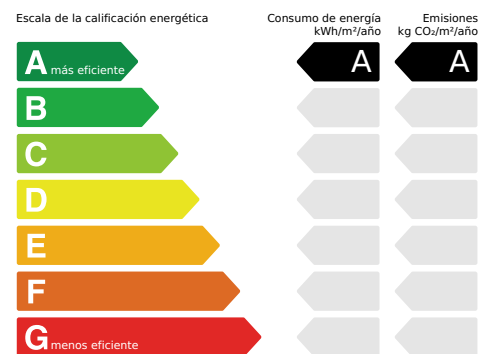 Escala de la calificación energética
Consumo de energía
kWh/m²/año
Emisiones
kg CO₂/m²/año
A más eficiente
A
A
B
C
D
E
F
G menos eficiente